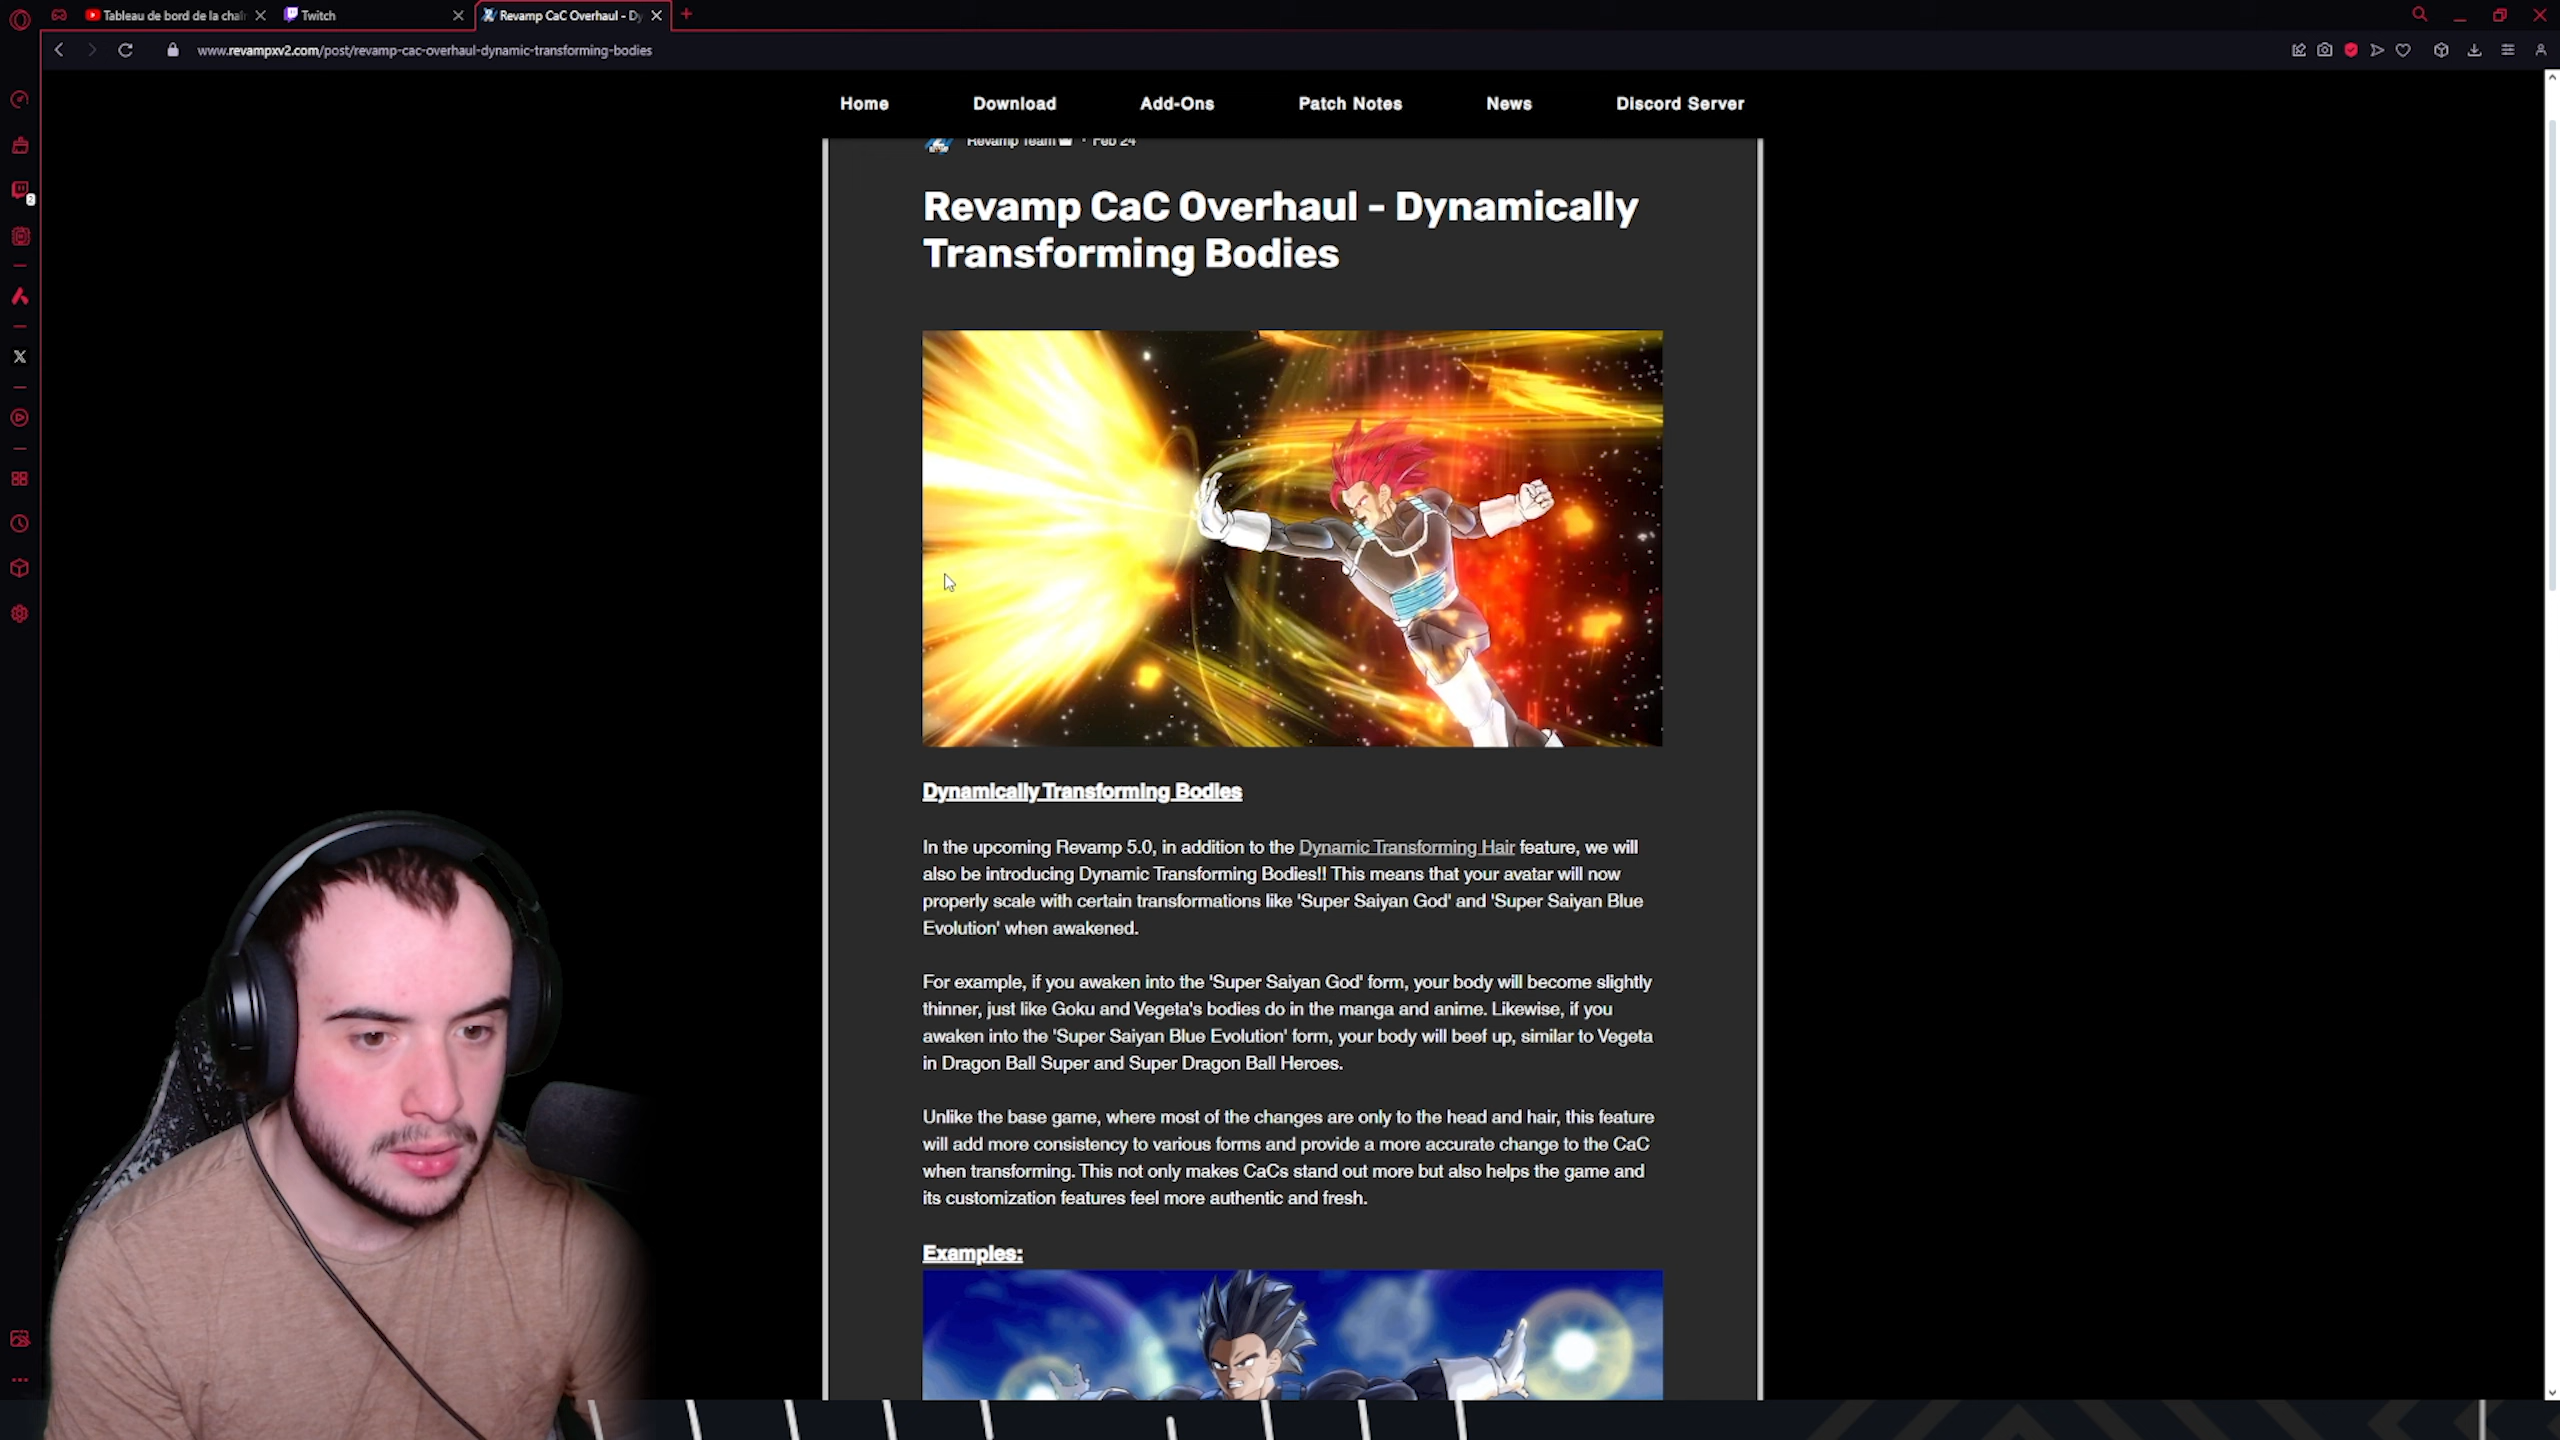 Tableau de bord de la chaîn
Twitch
Revamp CaC Overhaul - Dy
www.revampxv2.com/post/revamp-cac-overhaul-dynamic-transforming-bodies
2
Home
Download
Add-Ons
Patch Notes
News
Discord Server
Revamp Team
· Feb 24
Revamp CaC Overhaul - Dynamically
Transforming Bodies
Dynamically Transforming Bodies
In the upcoming Revamp 5.0, in addition to the Dynamic Transforming Hair feature, we will
also be introducing Dynamic Transforming Bodies!! This means that your avatar will now
properly scale with certain transformations like 'Super Saiyan God' and 'Super Saiyan Blue
Evolution' when awakened.
For example, if you awaken into the 'Super Saiyan God' form, your body will become slightly
thinner, just like Goku and Vegeta's bodies do in the manga and anime. Likewise, if you
awaken into the 'Super Saiyan Blue Evolution' form, your body will beef up, similar to Vegeta
in Dragon Ball Super and Super Dragon Ball Heroes.
Unlike the base game, where most of the changes are only to the head and hair, this feature
will add more consistency to various forms and provide a more accurate change to the CaC
when transforming. This not only makes CaCs stand out more but also helps the game and
its customization features feel more authentic and fresh.
Examples: